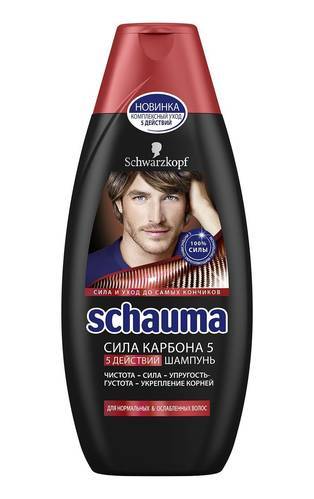 НОВИНКА
КОМПЛЕКСНЫЙ УХОД
5 ДЕЙСТВИЙ
Schwarzkopf
100%
СИЛЫ
СИЛА И УХОД ДО САМЫХ КОНЧИКОВ
schauma
СИЛА КАРБОНА 5
5 ДЕЙСТВИЙ ШАМПУНЬ
ЧИСТОТА – СИЛА – УПРУГОСТЬ-
ГУСТОТА – УКРЕПЛЕНИЕ КОРНЕЙ
ДЛЯ НОРМАЛЬНЫХ & ОСЛАБЛЕННЫХ ВОЛОС